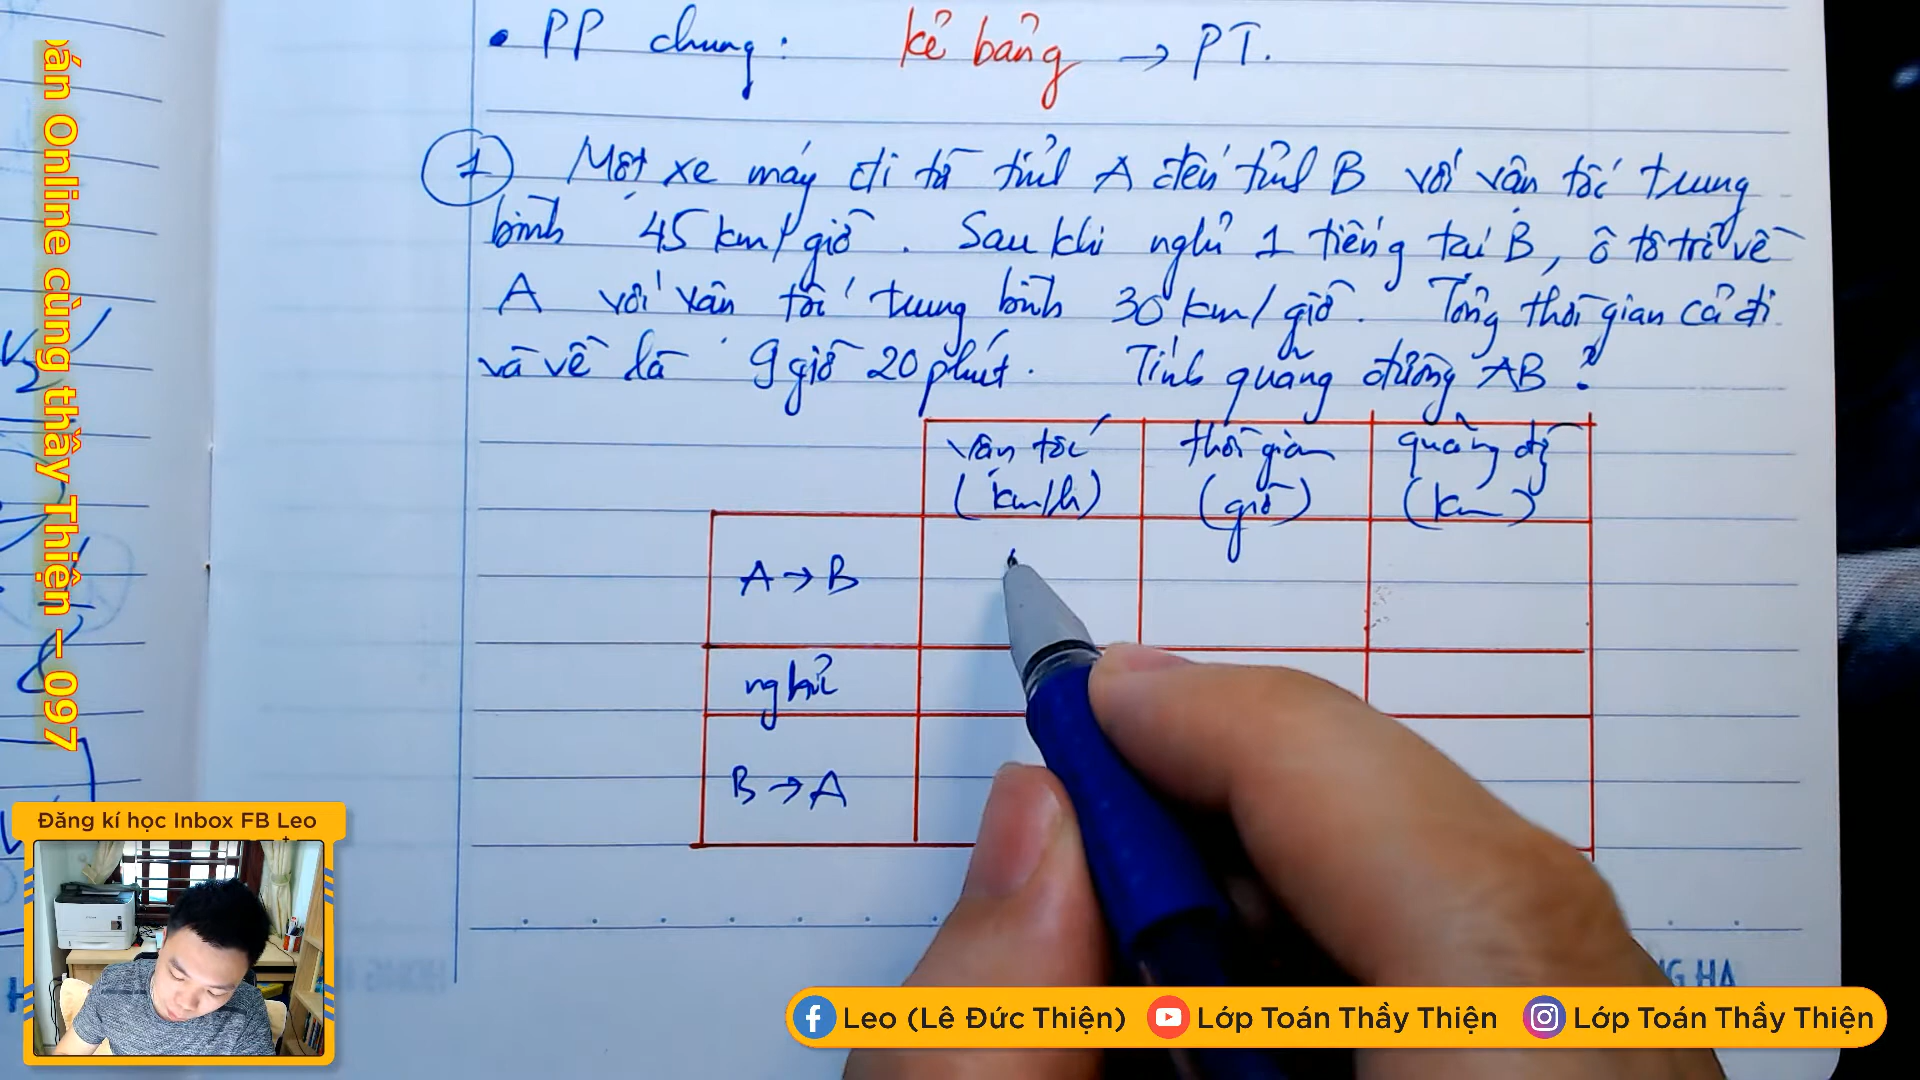 • PP chung: kẻ bảng → PT.
1 Một xe máy đi từ tỉnh A đến tỉnh B với vận tốc trung
bình 45 km/giờ. Sau khi nghỉ 1 tiếng tại B, ô tô trở về
A với vận tốc trung bình 30 km/giờ. Tổng thời gian cả đi
và về là 9 giờ 20 phút. Tính quãng đường AB?
vận tốc (km/h)
thời gian (giờ)
quãng đg (km)
A → B
nghỉ
B → A
án Online cùng thầy Thiện – 097
Đăng kí học Inbox FB Leo
Leo (Lê Đức Thiện)
Lớp Toán Thầy Thiện
Lớp Toán Thầy Thiện